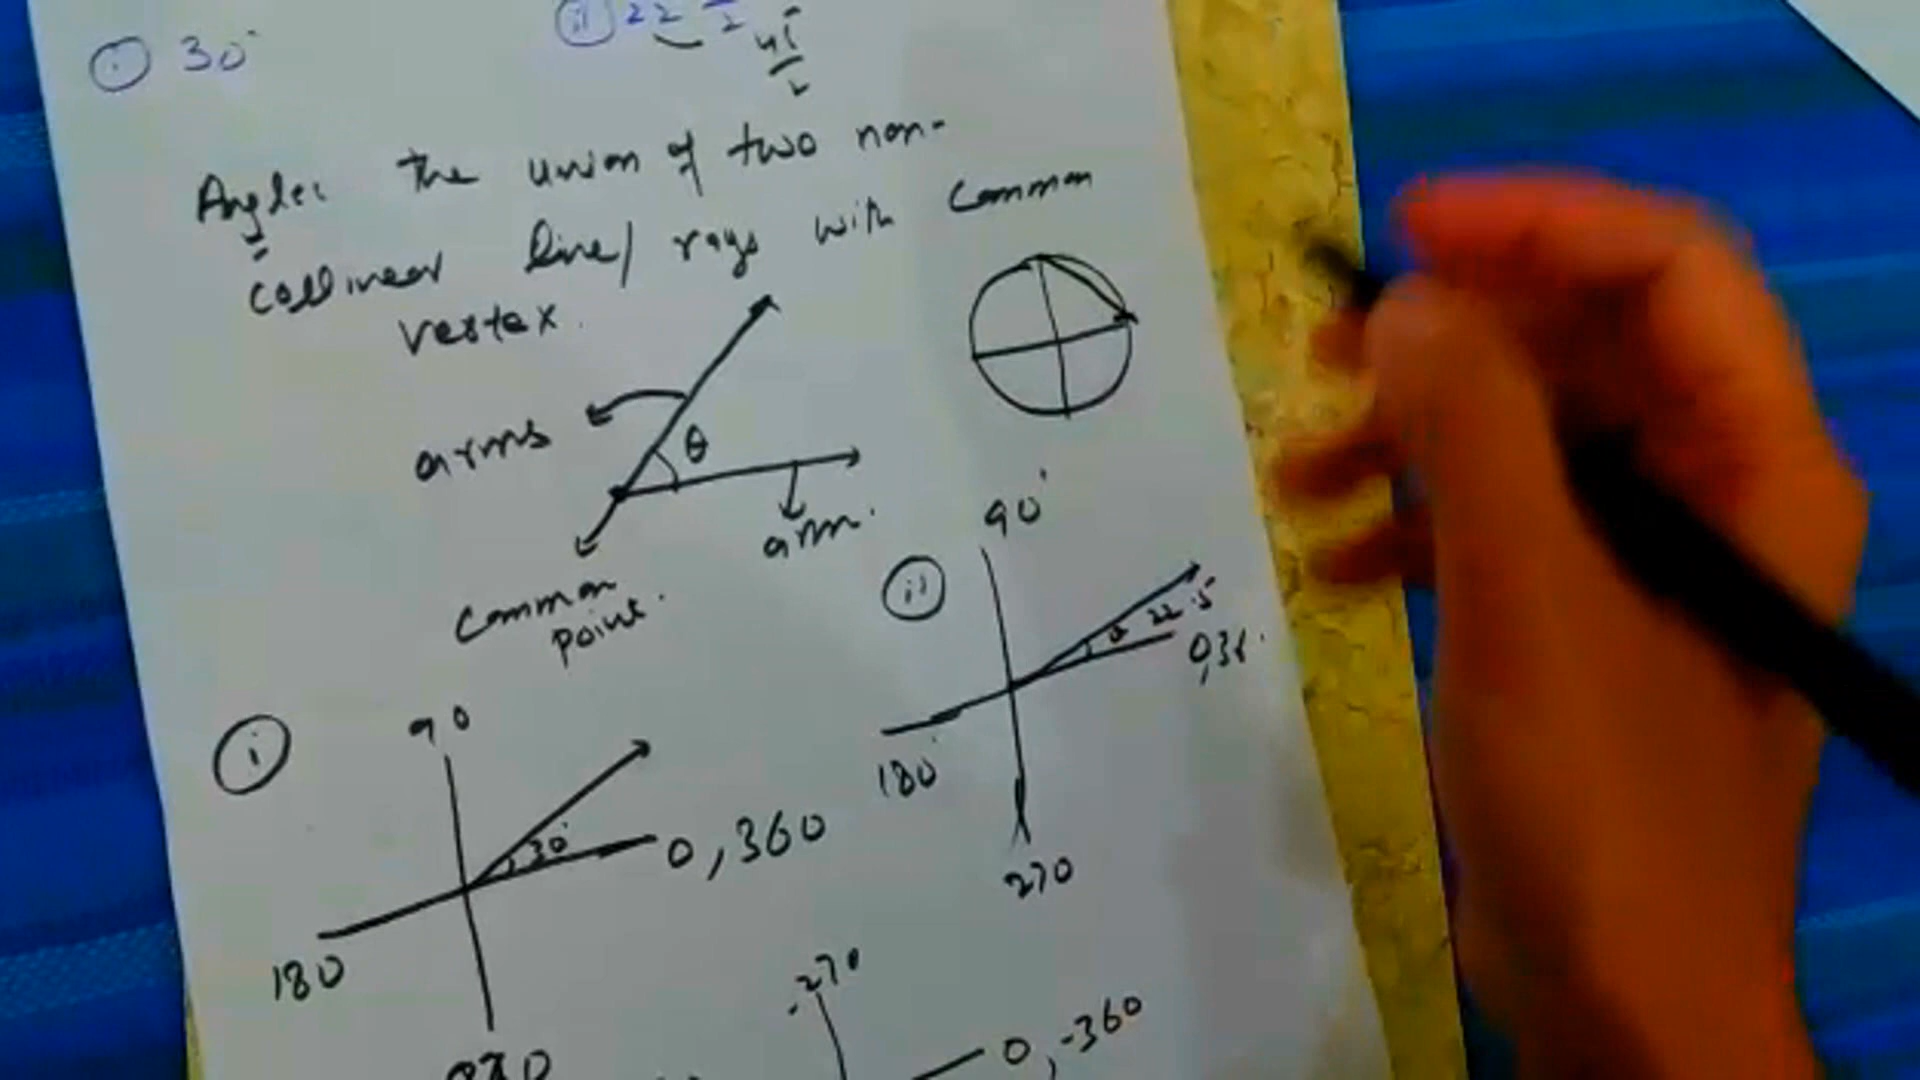 i 30°
ii 22 1/2
45
2
Angle: The union of two non-
collinear line/ rays with common
vertex.
arms
θ
arm.
common
point.
90°
ii
22.5°
180°
270
i
90
30°
0, 360
180
270
-270
0, -360